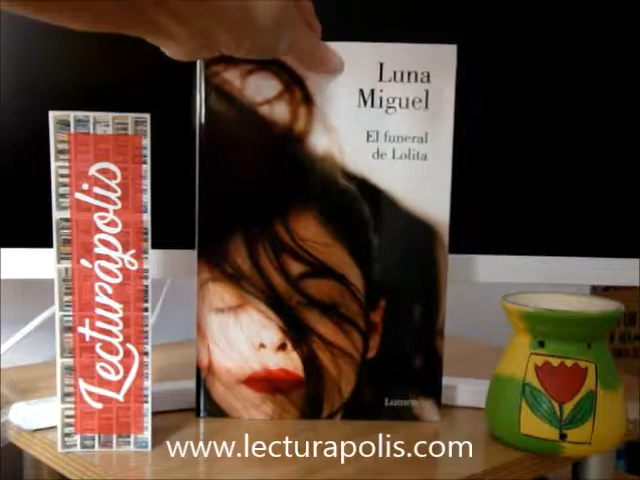 Luna
Miguel
El funeral
de Lolita
Lecturápolis
Lumen
www.lecturapolis.com